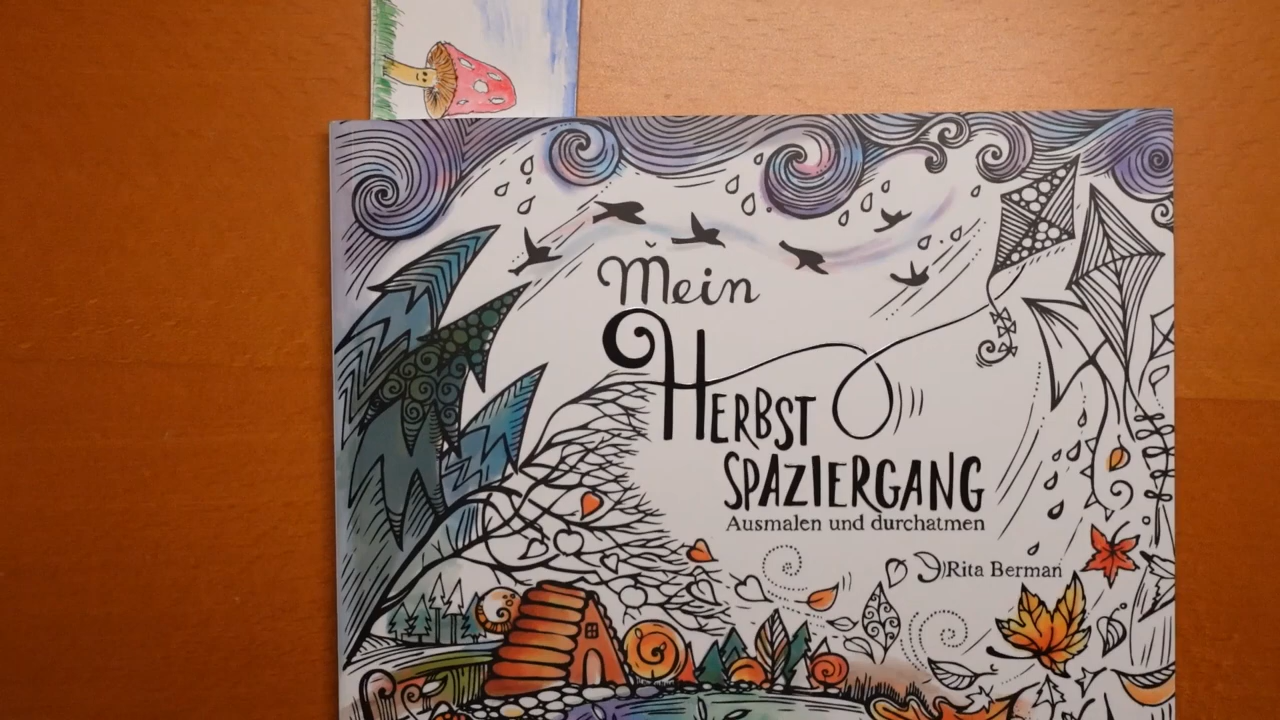 Mein
HERBST
SPAZIERGANG
Ausmalen und durchatmen
Rita Berman